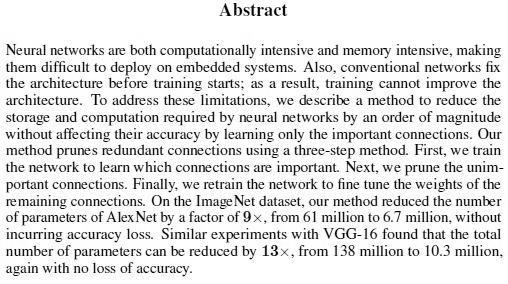 Abstract
Neural networks are both computationally intensive and memory intensive, making
them difficult to deploy on embedded systems. Also, conventional networks fix
the architecture before training starts; as a result, training cannot improve the
architecture. To address these limitations, we describe a method to reduce the
storage and computation required by neural networks by an order of magnitude
without affecting their accuracy by learning only the important connections. Our
method prunes redundant connections using a three-step method. First, we train
the network to learn which connections are important. Next, we prune the unim-
portant connections. Finally, we retrain the network to fine tune the weights of the
remaining connections. On the ImageNet dataset, our method reduced the number
of parameters of AlexNet by a factor of 9×, from 61 million to 6.7 million, without
incurring accuracy loss. Similar experiments with VGG-16 found that the total
number of parameters can be reduced by 13×, from 138 million to 10.3 million,
again with no loss of accuracy.